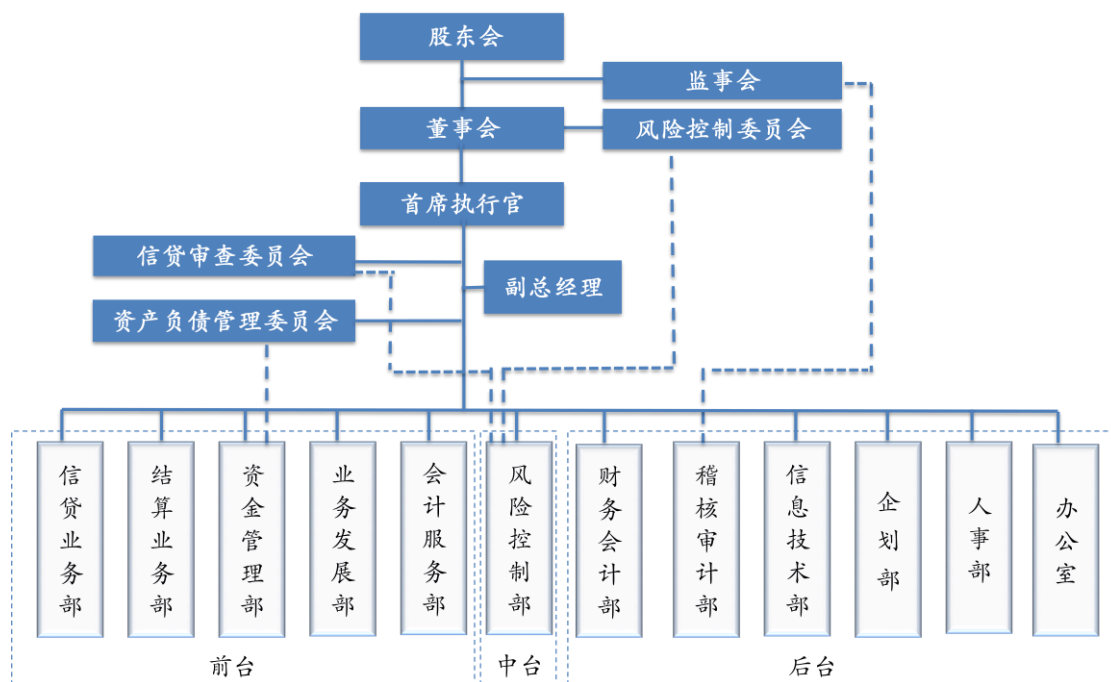 股东会
监事会
董事会
风险控制委员会
首席执行官
信贷审查委员会
副总经理
资产负债管理委员会
信贷业务部
结算业务部
资金管理部
业务发展部
会计服务部
风险控制部
财务会计部
稽核审计部
信息技术部
企划部
人事部
办公室
前台
中台
后台